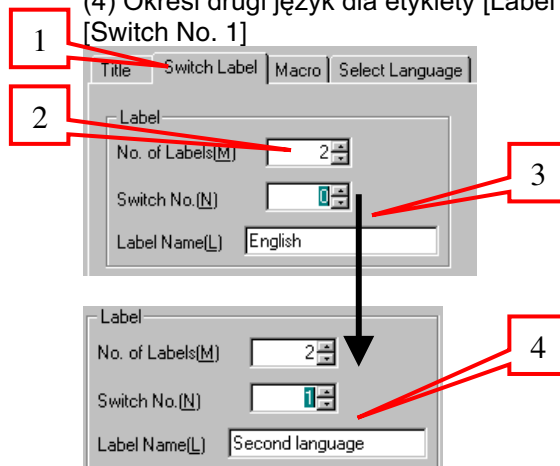 (4) Określ drugi język dla etykiety [Label
[Switch No. 1]
1
Title Switch Label Macro Select Language
2
Label
No. of Labels(M) 2
3
Switch No.(N) 0
Label Name(L) English
Label
No. of Labels(M) 2
4
Switch No.(N) 1
Label Name(L) Second language